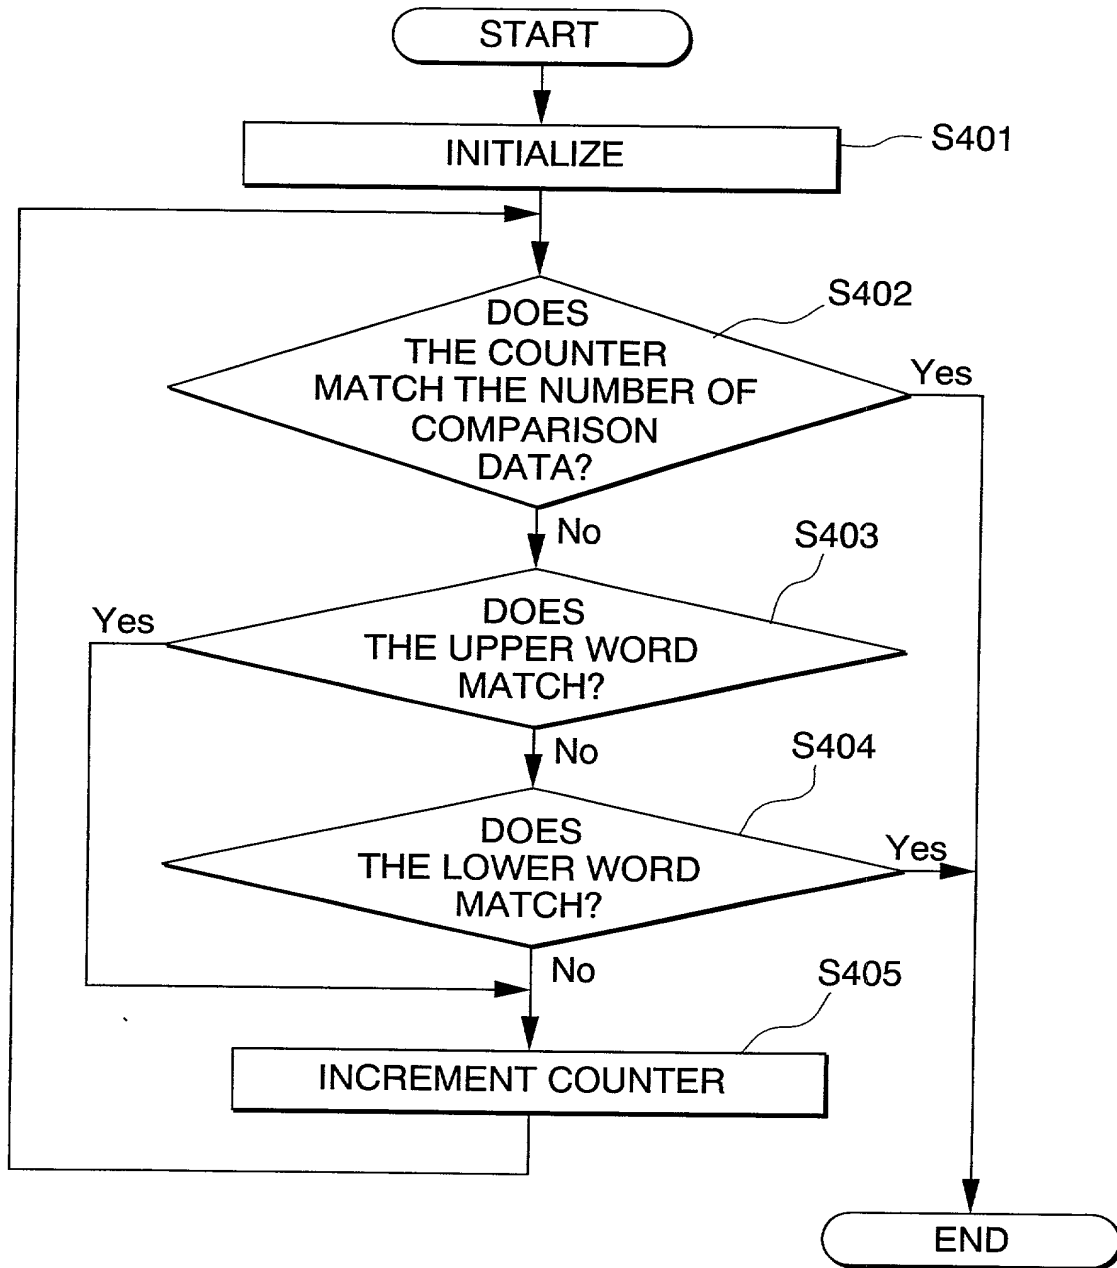 START
INITIALIZE
S401
S402
DOES
THE COUNTER
MATCH THE NUMBER OF
COMPARISON
DATA?
Yes
No
S403
Yes
DOES
THE UPPER WORD
MATCH?
No
S404
DOES
THE LOWER WORD
MATCH?
Yes
No
S405
INCREMENT COUNTER
END